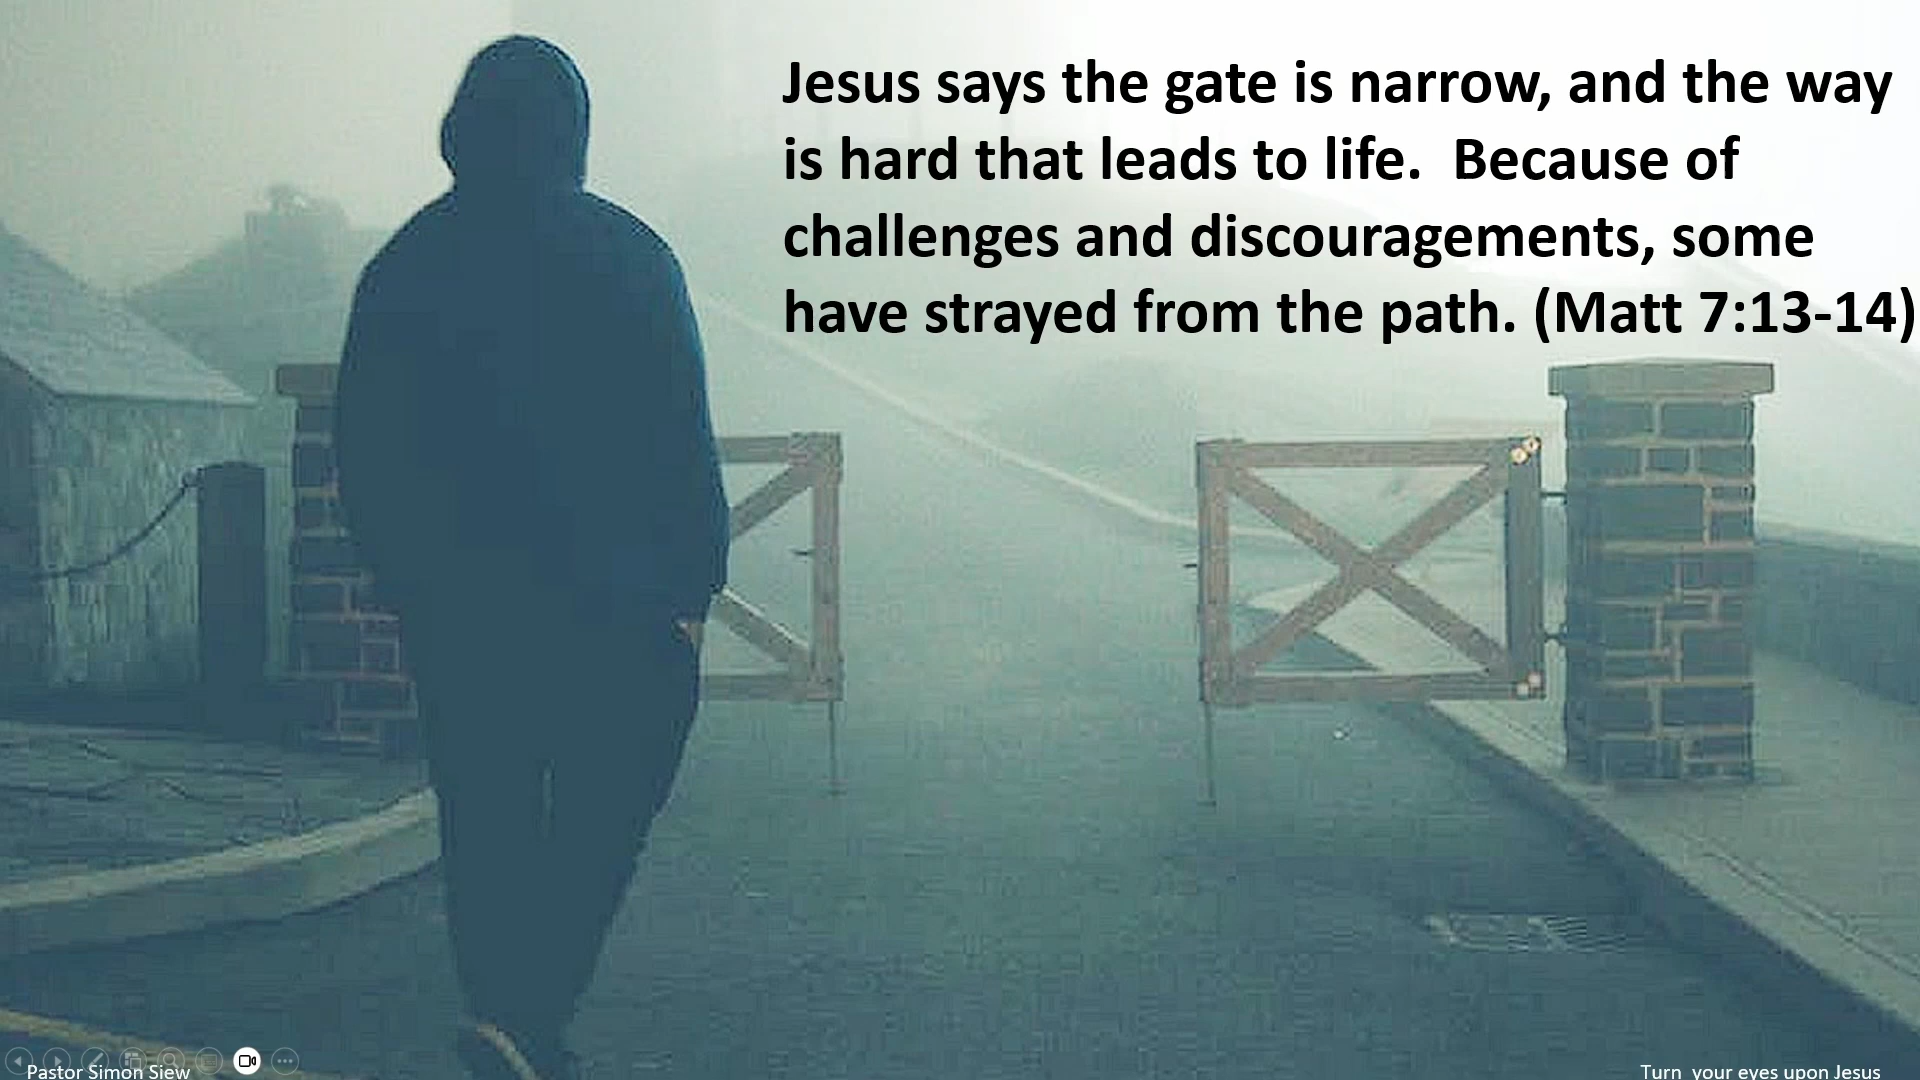 Jesus says the gate is narrow, and the way
is hard that leads to life.  Because of
challenges and discouragements, some
have strayed from the path. (Matt 7:13-14)
Pastor Simon Siew
Turn  your eyes upon Jesus